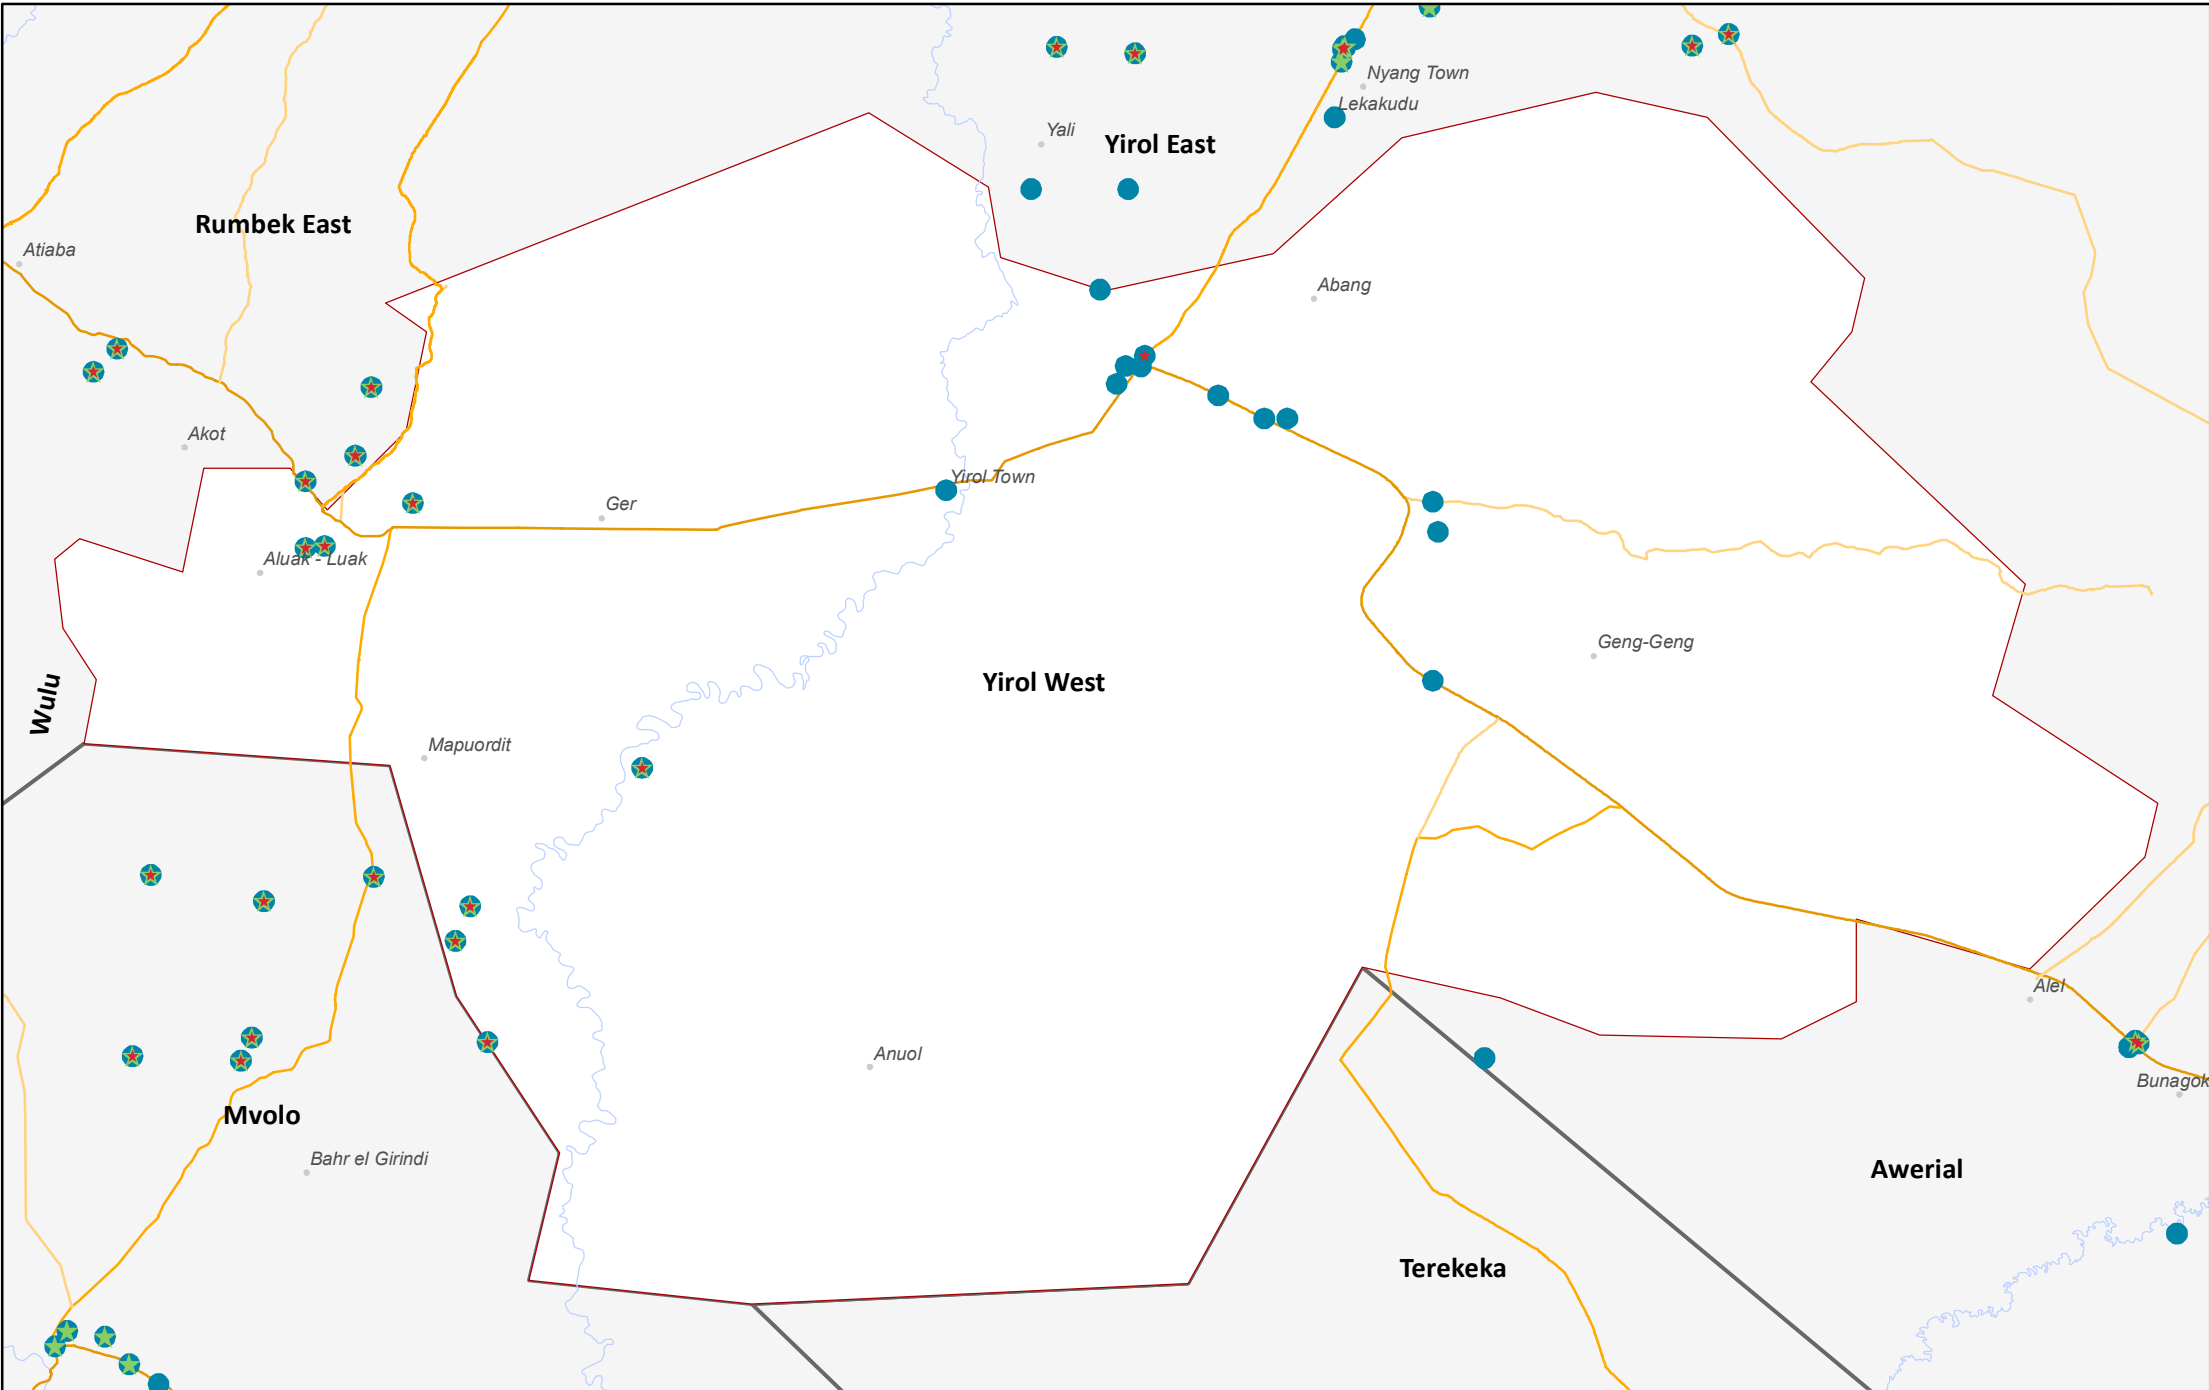 Nyang Town
Lekakudu
Yali
Yirol East
Rumbek East
Atiaba
Abang
Akot
Yirol Town
Ger
Aluak - Luak
Geng-Geng
Yirol West
Wulu
Mapuordit
Alel
Anuol
Bunagok
Mvolo
Bahr el Girindi
Awerial
Terekeka